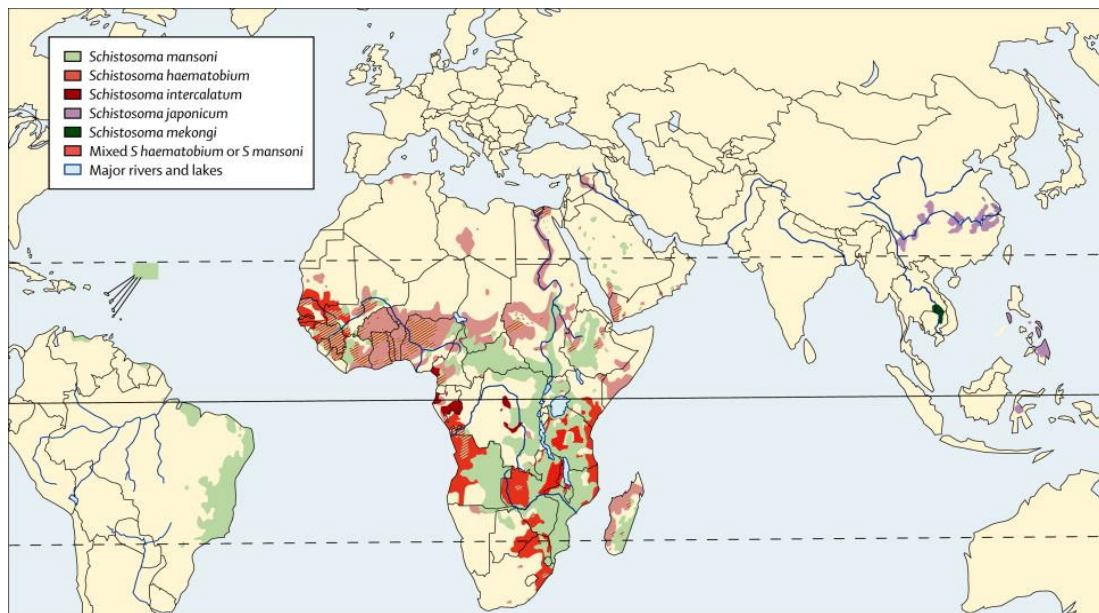 Schistosoma mansoni
Schistosoma haematobium
Schistosoma intercalatum
Schistosoma japonicum
Schistosoma mekongi
Mixed S haematobium or S mansoni
Major rivers and lakes